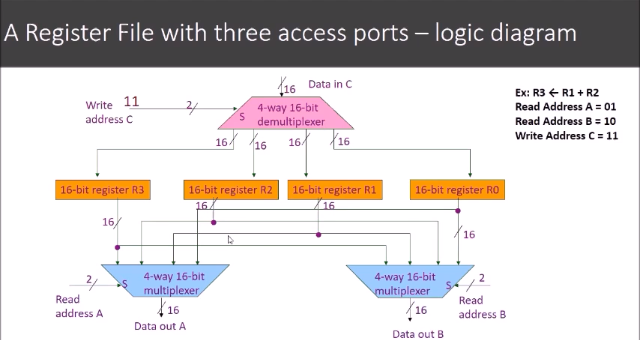 A Register File with three access ports – logic diagram
16
Data in C
Write
address C
11
2
S
4-way 16-bit
demultiplexer
Ex: R3 ← R1 + R2
Read Address A = 01
Read Address B = 10
Write Address C = 11
16
16
16
16
16-bit register R3
16-bit register R2
16-bit register R1
16-bit register R0
16
16
16
16
2
S
4-way 16-bit
multiplexer
4-way 16-bit
multiplexer
S
2
Read
address A
Read
address B
16
16
Data out A
Data out B